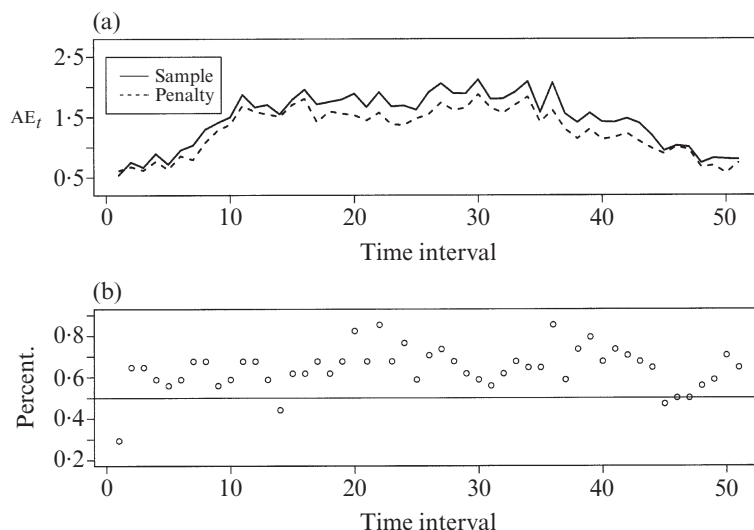 (a)
2·5
Sample
Penalty
AEt
1·5
0·5
0 10 20 30 40 50
Time interval
(b)
0·8
Percent.
0·6
0·4
0·2
0 10 20 30 40 50
Time interval